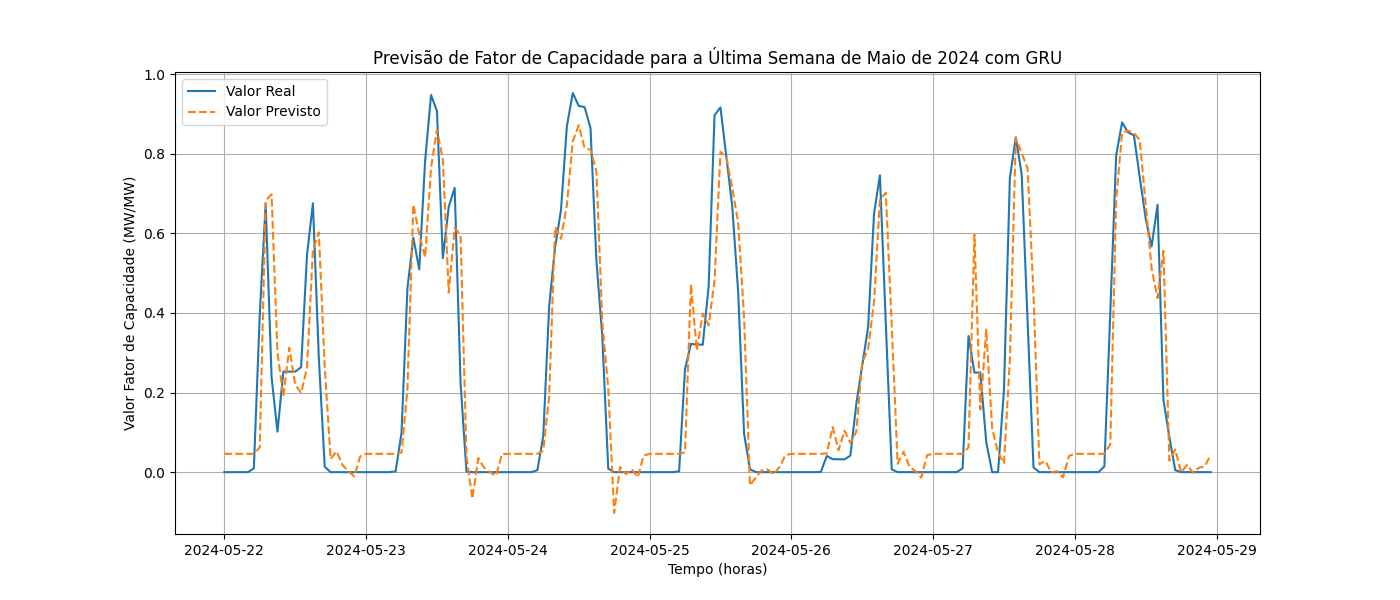 Previsão de Fator de Capacidade para a Última Semana de Maio de 2024 com GRU
Valor Real
Valor Previsto
Valor Fator de Capacidade (MW/MW)
1.0
0.8
0.6
0.4
0.2
0.0
2024-05-22 2024-05-23 2024-05-24 2024-05-25 2024-05-26 2024-05-27 2024-05-28 2024-05-29
Tempo (horas)